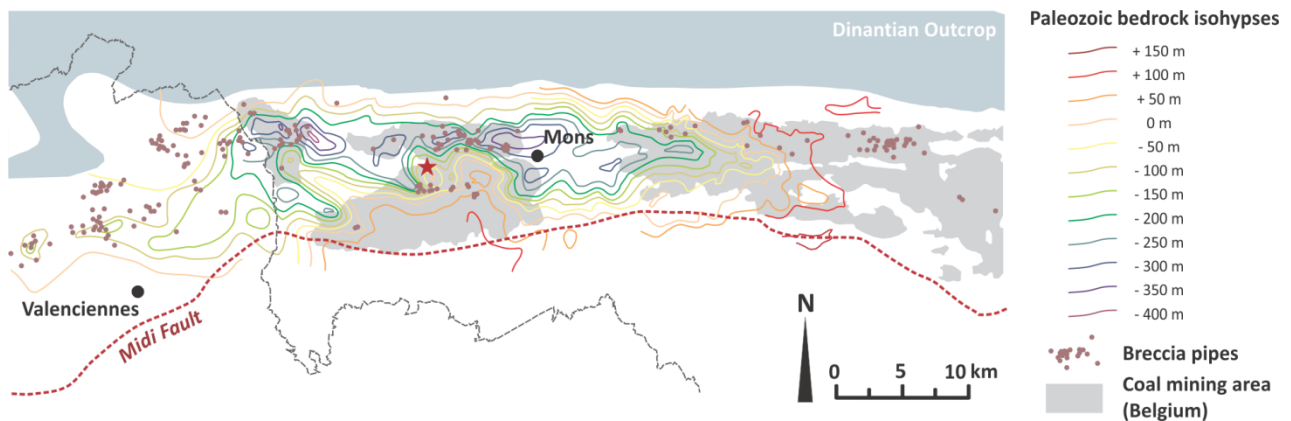 Dinantian Outcrop
Mons
Valenciennes
Midi Fault
N
0 5 10 km
Paleozoic bedrock isohypses
+ 150 m
+ 100 m
+ 50 m
0 m
- 50 m
- 100 m
- 150 m
- 200 m
- 250 m
- 300 m
- 350 m
- 400 m
Breccia pipes
Coal mining area
(Belgium)